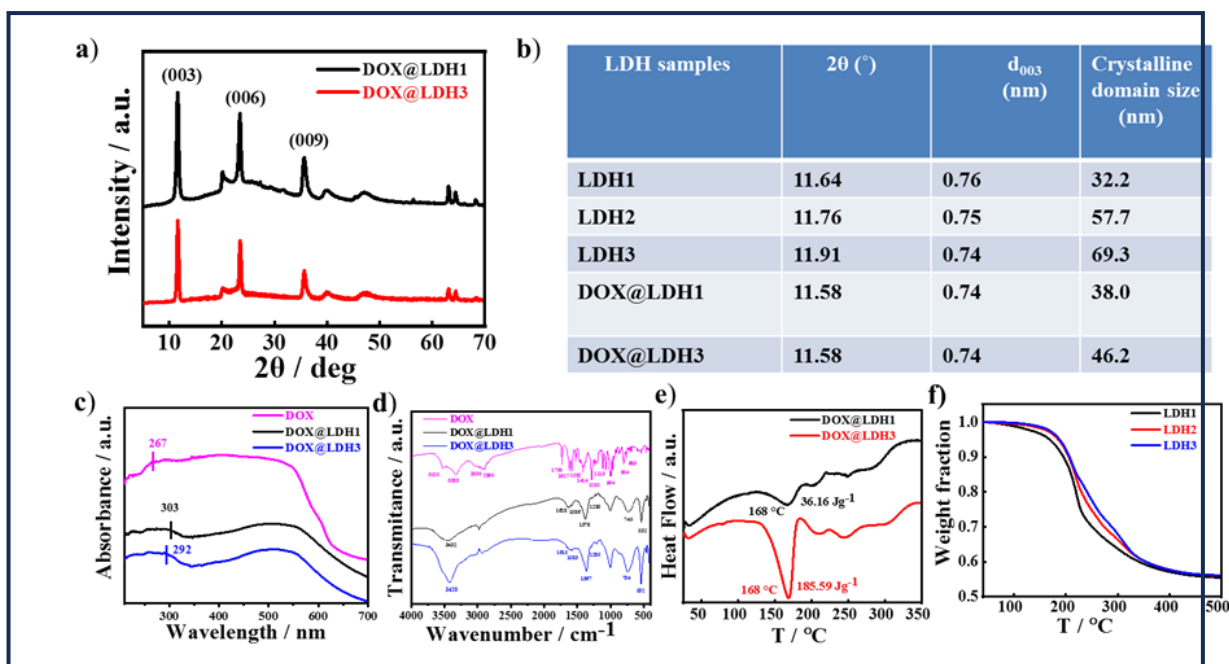 a)
DOX@LDH1
DOX@LDH3
(003)
(006)
(009)
Intensity / a.u.
10 20 30 40 50 60 70
2θ / deg
b)
LDH samples 2θ (°) d003 (nm) Crystalline domain size (nm)
LDH1 11.64 0.76 32.2
LDH2 11.76 0.75 57.7
LDH3 11.91 0.74 69.3
DOX@LDH1 11.58 0.74 38.0
DOX@LDH3 11.58 0.74 46.2
c)
DOX
DOX@LDH1
DOX@LDH3
267
303
292
Absorbance / a.u.
300 400 500 600 700
Wavelength / nm
d)
DOX
DOX@LDH1
DOX@LDH3
Transmitance / a.u.
4000 3500 3000 2500 2000 1500 1000 500
Wavenumber / cm-1
e)
DOX@LDH1
DOX@LDH3
168 °C
36.16 Jg-1
168 °C
185.59 Jg-1
Heat Flow / a.u.
50 100 150 200 250 300 350
T / °C
f)
LDH1
LDH2
LDH3
Weight fraction
1.0
0.9
0.8
0.7
0.6
0.5
100 200 300 400 500
T / °C